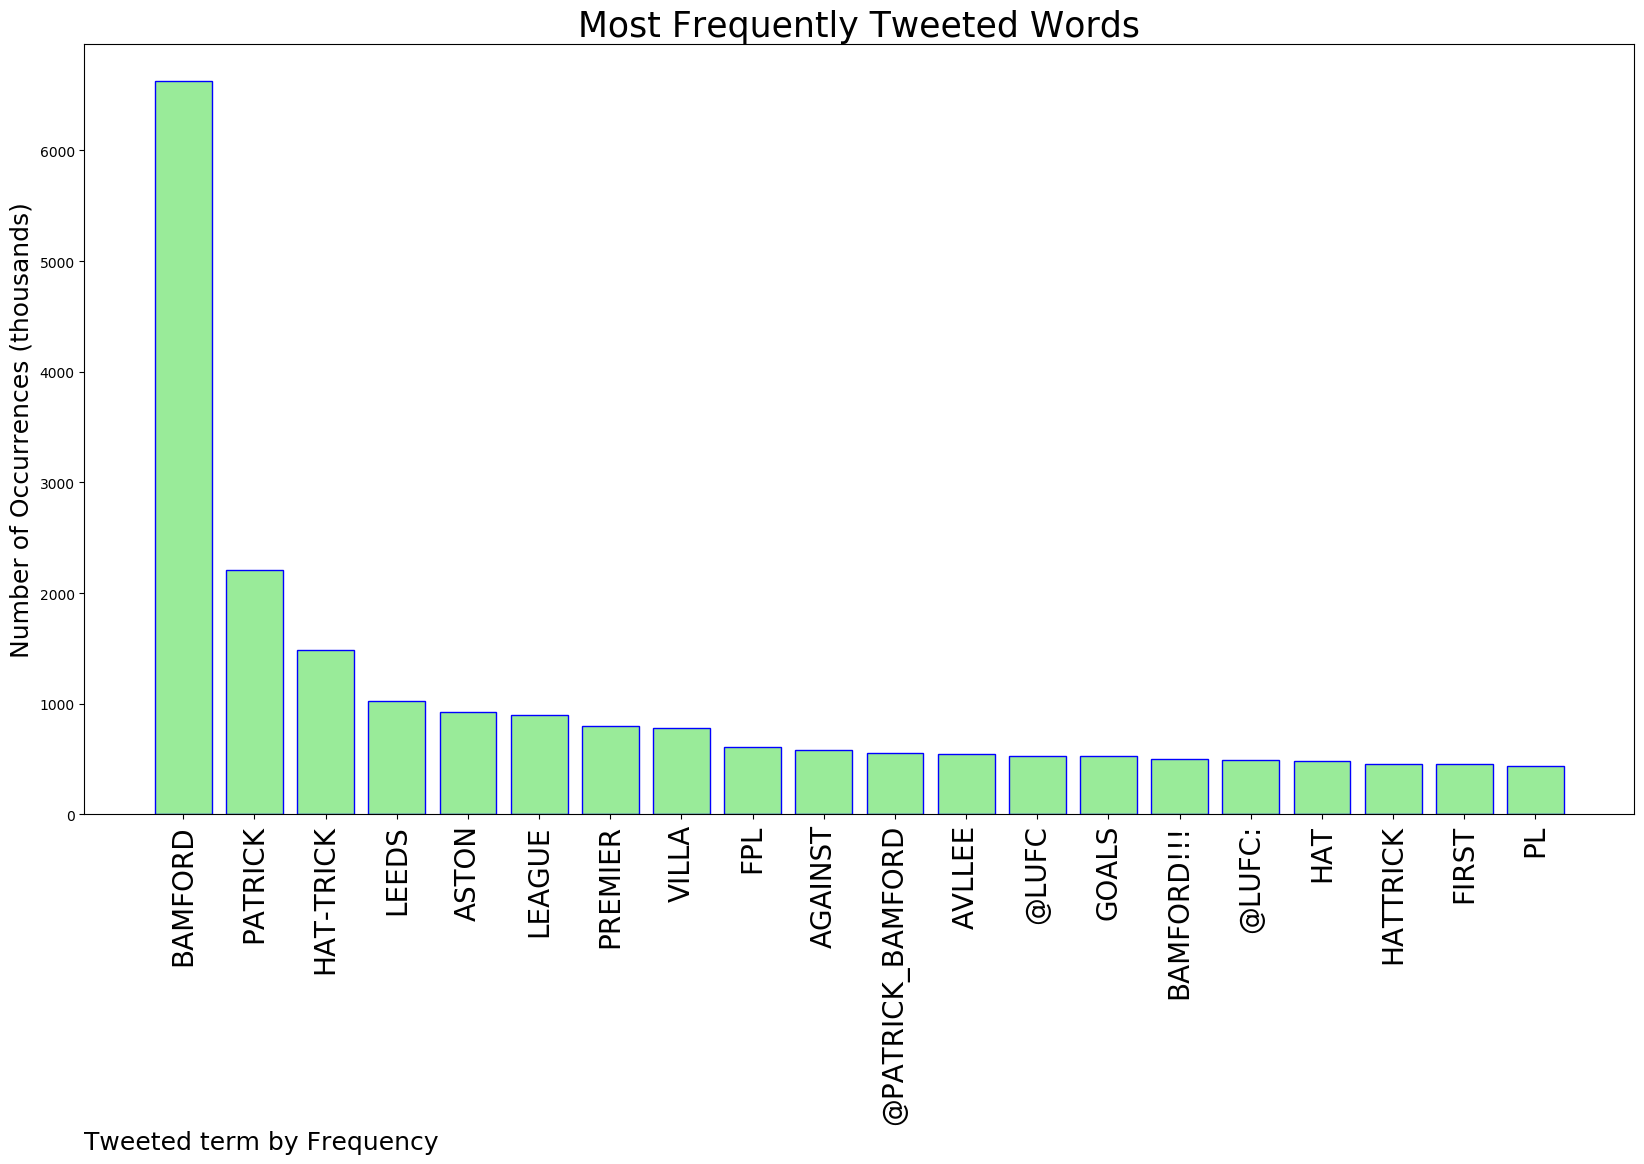 Most Frequently Tweeted Words
Number of Occurrences (thousands)
6000
5000
4000
3000
2000
1000
0
BAMFORD
PATRICK
HAT-TRICK
LEEDS
ASTON
LEAGUE
PREMIER
VILLA
FPL
AGAINST
@PATRICK_BAMFORD
AVLLEE
@LUFC
GOALS
BAMFORD!!!
@LUFC:
HAT
HATTRICK
FIRST
PL
Tweeted term by Frequency